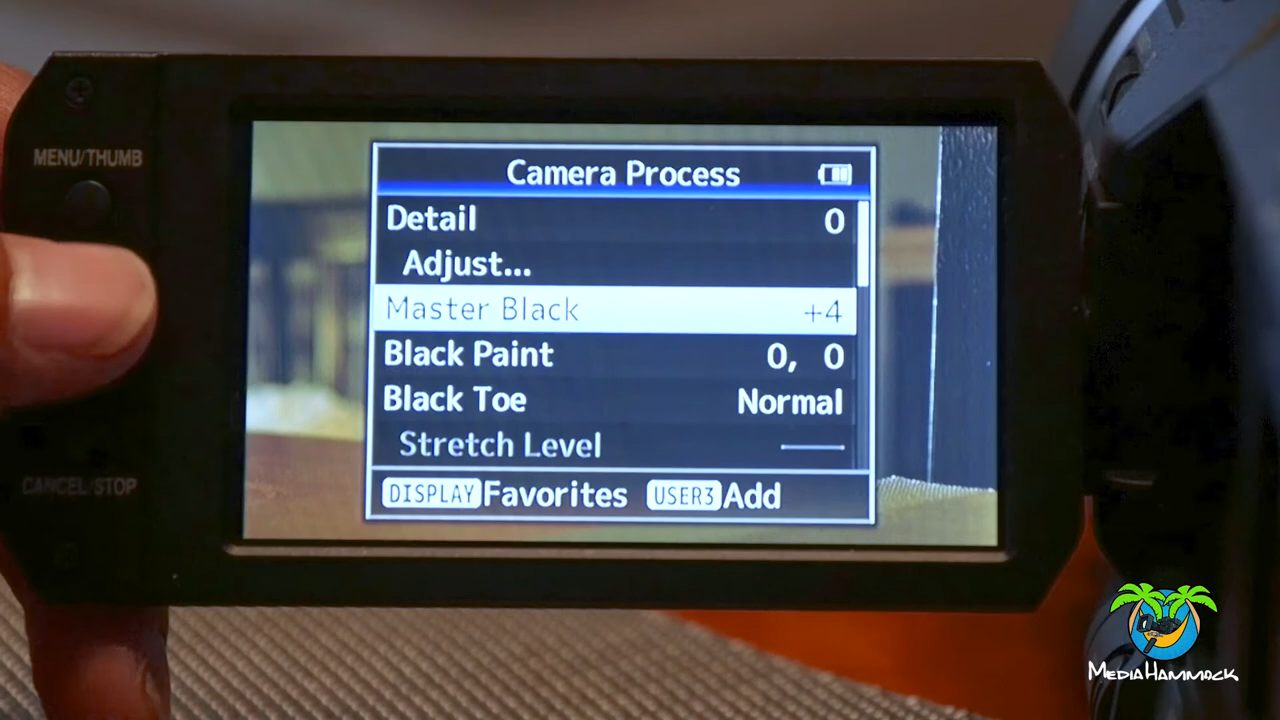 MENU/THUMB
Camera Process
Detail 0
Adjust...
Master Black +4
Black Paint 0, 0
Black Toe Normal
Stretch Level
CANCEL/STOP
DISPLAY Favorites USER3 Add
MEDIAHAMMOCK